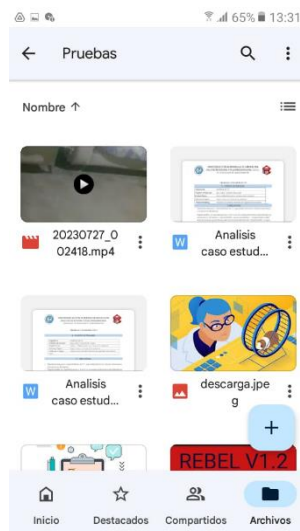 65% 13:31
Pruebas
Nombre ↑
20230727_0
02418.mp4
W
Analisis
caso estud...
W
Analisis
caso estud...
descarga.jpe
g
+
REBEL V1.2
Inicio
Destacados
Compartidos
Archivos